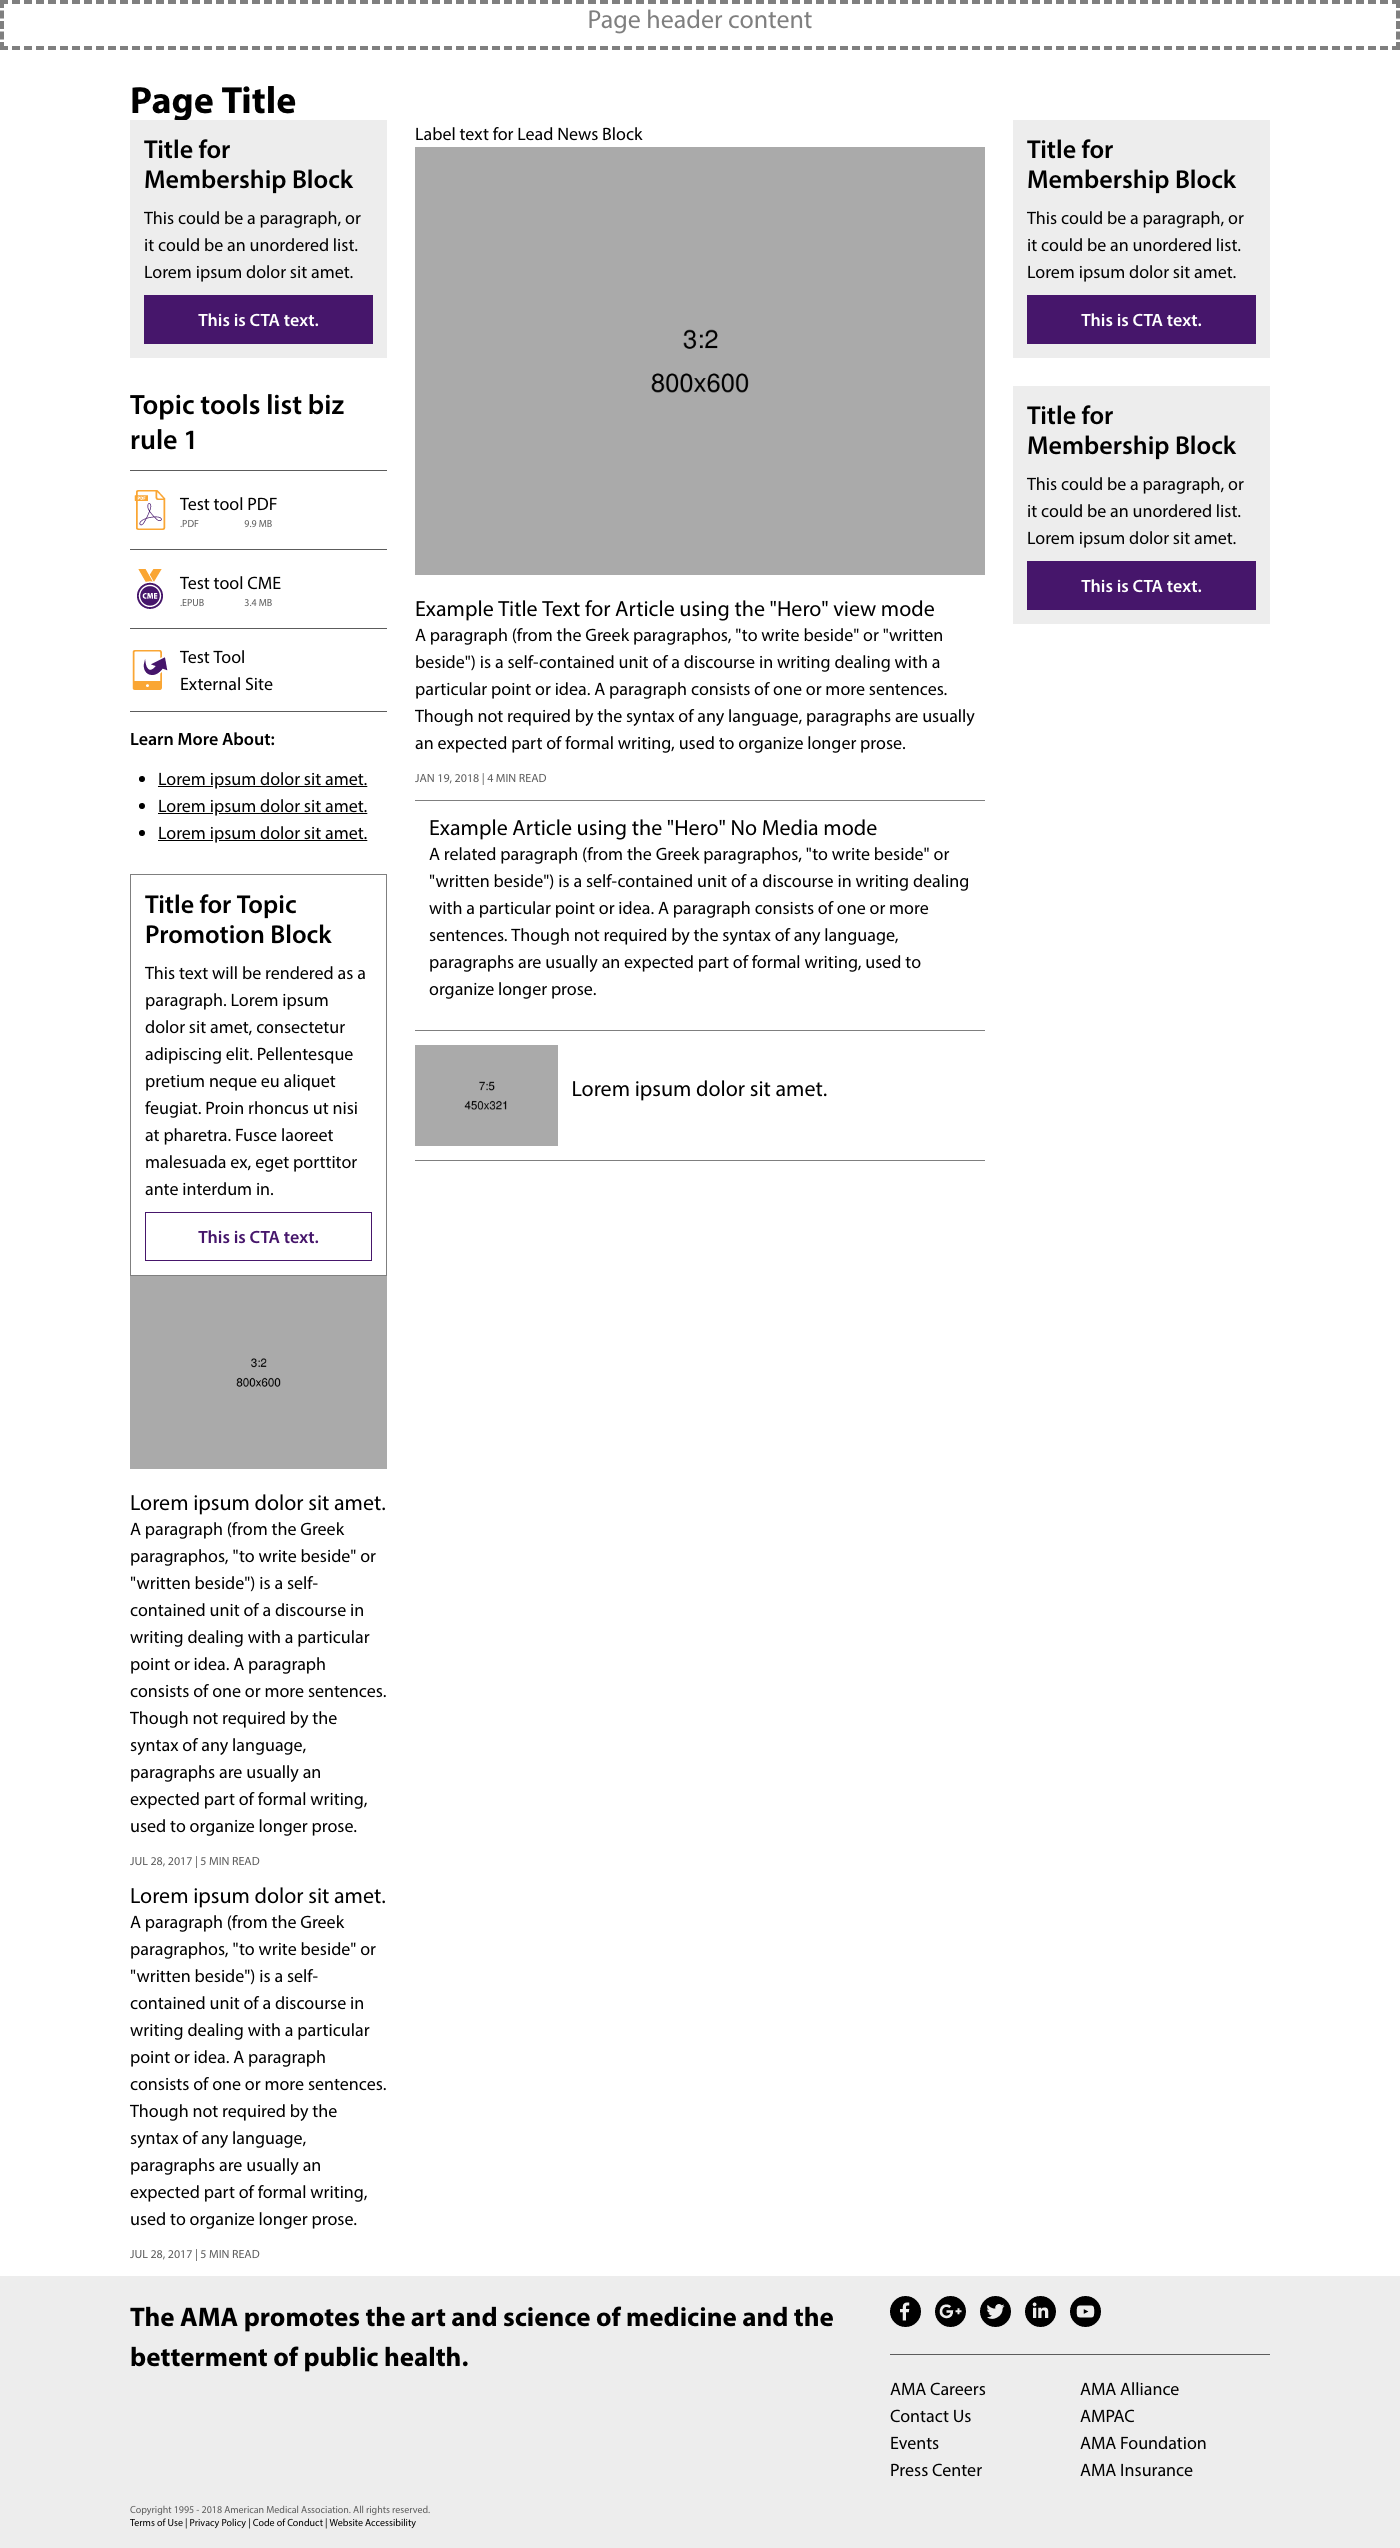 Page header content
Page Title
Title for
Membership Block
This could be a paragraph, or
it could be an unordered list.
Lorem ipsum dolor sit amet.
This is CTA text.
Topic tools list biz
rule 1
PDF
Test tool PDF
.PDF 9.9 MB
CME
Test tool CME
.EPUB 3.4 MB
Test Tool
External Site
Learn More About:
Lorem ipsum dolor sit amet.
Lorem ipsum dolor sit amet.
Lorem ipsum dolor sit amet.
Title for Topic
Promotion Block
This text will be rendered as a
paragraph. Lorem ipsum
dolor sit amet, consectetur
adipiscing elit. Pellentesque
pretium neque eu aliquet
feugiat. Proin rhoncus ut nisi
at pharetra. Fusce laoreet
malesuada ex, eget porttitor
ante interdum in.
This is CTA text.
3:2
800x600
Lorem ipsum dolor sit amet.
A paragraph (from the Greek
paragraphos, "to write beside" or
"written beside") is a self-
contained unit of a discourse in
writing dealing with a particular
point or idea. A paragraph
consists of one or more sentences.
Though not required by the
syntax of any language,
paragraphs are usually an
expected part of formal writing,
used to organize longer prose.
JUL 28, 2017 | 5 MIN READ
Lorem ipsum dolor sit amet.
A paragraph (from the Greek
paragraphos, "to write beside" or
"written beside") is a self-
contained unit of a discourse in
writing dealing with a particular
point or idea. A paragraph
consists of one or more sentences.
Though not required by the
syntax of any language,
paragraphs are usually an
expected part of formal writing,
used to organize longer prose.
JUL 28, 2017 | 5 MIN READ
Label text for Lead News Block
3:2
800x600
Example Title Text for Article using the "Hero" view mode
A paragraph (from the Greek paragraphos, "to write beside" or "written
beside") is a self-contained unit of a discourse in writing dealing with a
particular point or idea. A paragraph consists of one or more sentences.
Though not required by the syntax of any language, paragraphs are usually
an expected part of formal writing, used to organize longer prose.
JAN 19, 2018 | 4 MIN READ
Example Article using the "Hero" No Media mode
A related paragraph (from the Greek paragraphos, "to write beside" or
"written beside") is a self-contained unit of a discourse in writing dealing
with a particular point or idea. A paragraph consists of one or more
sentences. Though not required by the syntax of any language,
paragraphs are usually an expected part of formal writing, used to
organize longer prose.
7:5
450x321
Lorem ipsum dolor sit amet.
Title for
Membership Block
This could be a paragraph, or
it could be an unordered list.
Lorem ipsum dolor sit amet.
This is CTA text.
Title for
Membership Block
This could be a paragraph, or
it could be an unordered list.
Lorem ipsum dolor sit amet.
This is CTA text.
The AMA promotes the art and science of medicine and the
betterment of public health.
AMA Careers
Contact Us
Events
Press Center
AMA Alliance
AMPAC
AMA Foundation
AMA Insurance
Copyright 1995 - 2018 American Medical Association. All rights reserved.
Terms of Use | Privacy Policy | Code of Conduct | Website Accessibility